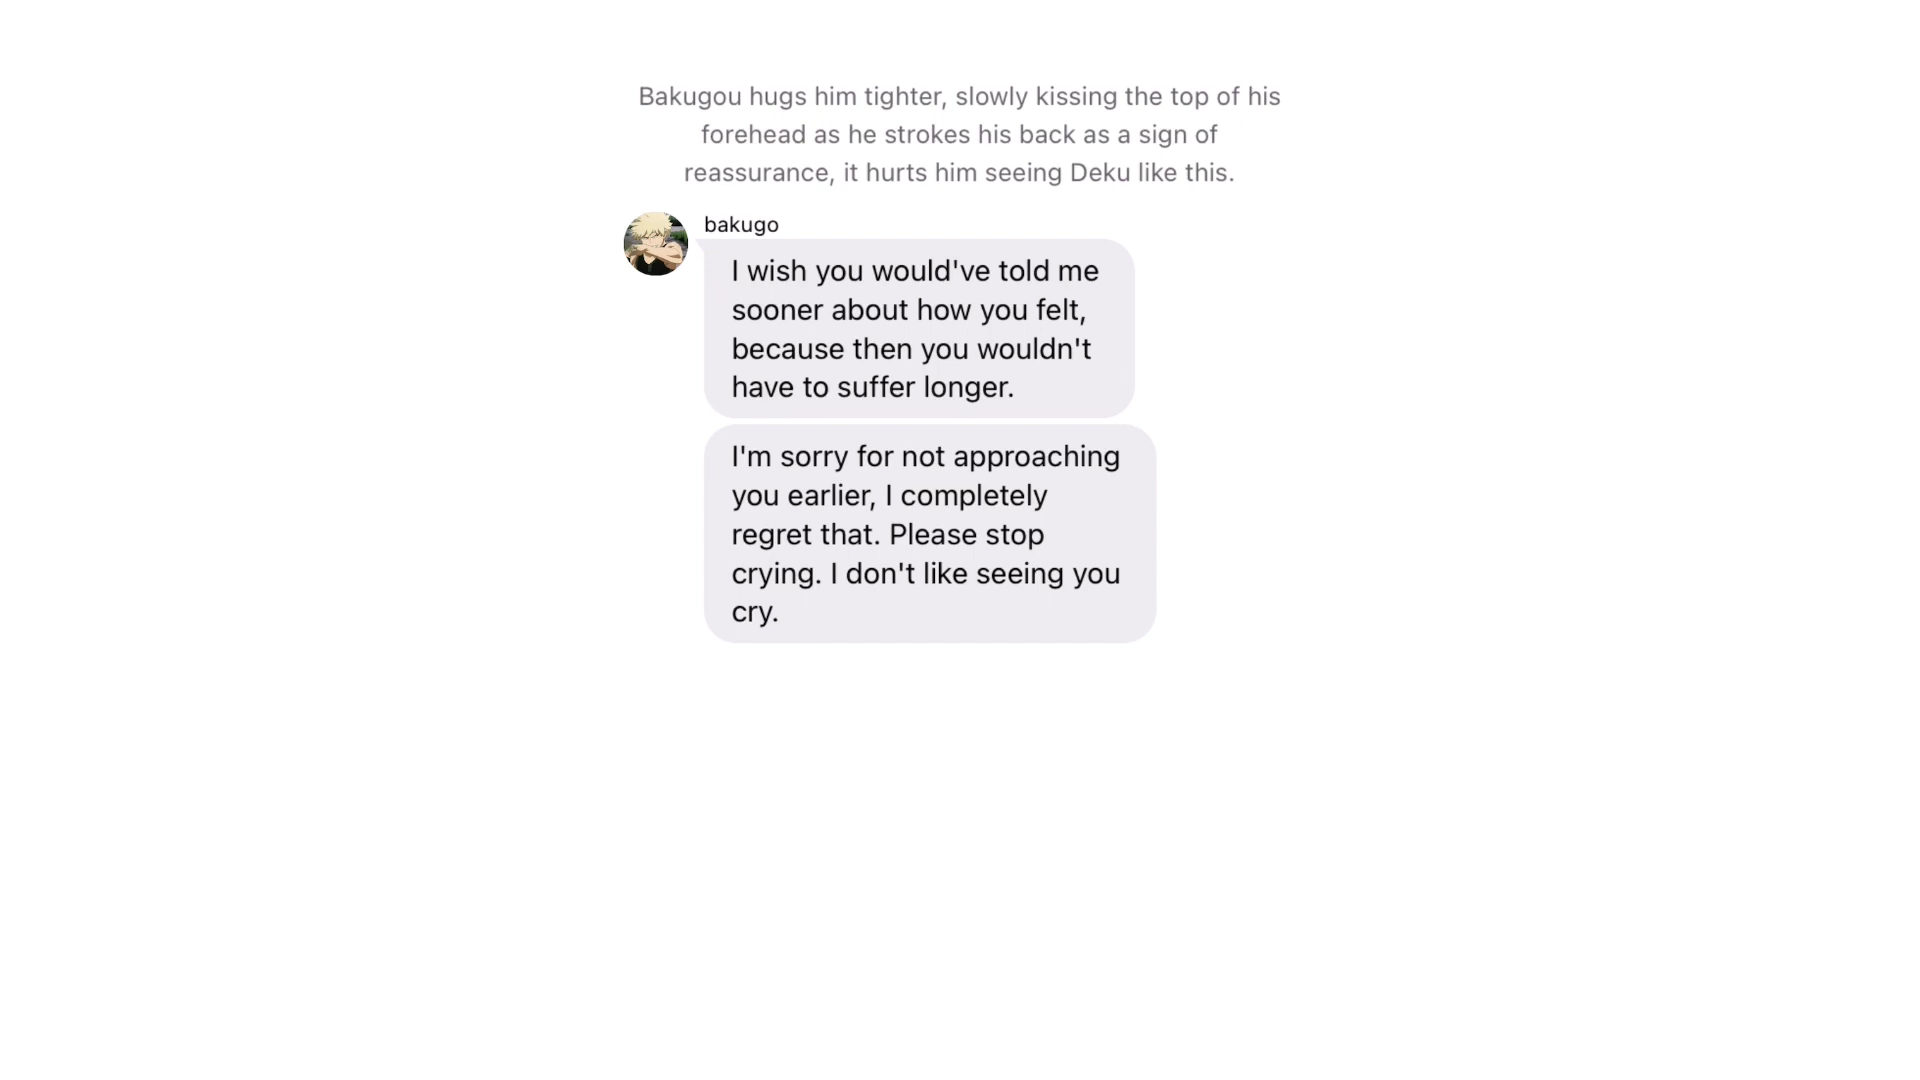 Bakugou hugs him tighter, slowly kissing the top of his
forehead as he strokes his back as a sign of
reassurance, it hurts him seeing Deku like this.
bakugo
I wish you would've told me
sooner about how you felt,
because then you wouldn't
have to suffer longer.
I'm sorry for not approaching
you earlier, I completely
regret that. Please stop
crying. I don't like seeing you
cry.